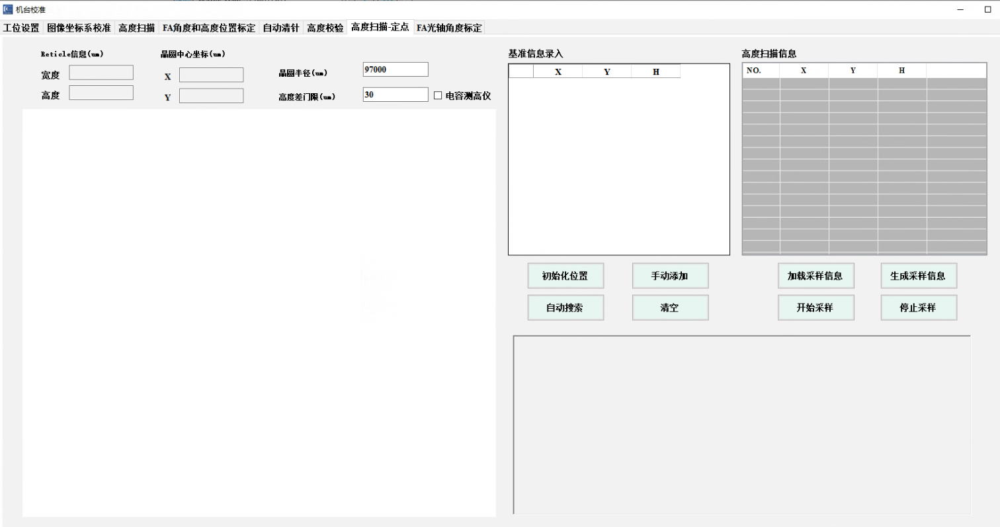 机台校准
工位设置 图像坐标系校准 高度扫描 FA角度和高度位置标定 自动清针 高度校验 高度扫描-定点 FA光轴角度标定
Reticle信息(um) 晶圆中心坐标(um)
宽度 X 晶圆半径(um) 97000
高度 Y 高度差门限(um) 30 电容测高仪
基准信息录入
X Y H
高度扫描信息
NO. X Y H
初始化位置 手动添加
自动搜索 清空
加载采样信息 生成采样信息
开始采样 停止采样